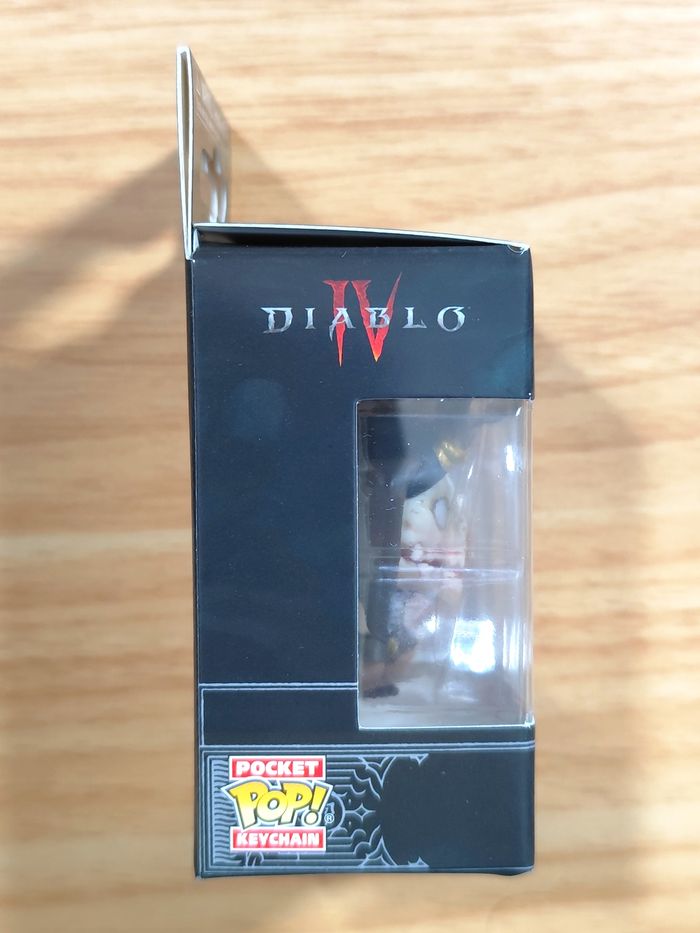 DIABLO
IV
POCKET
POP!®
KEYCHAIN